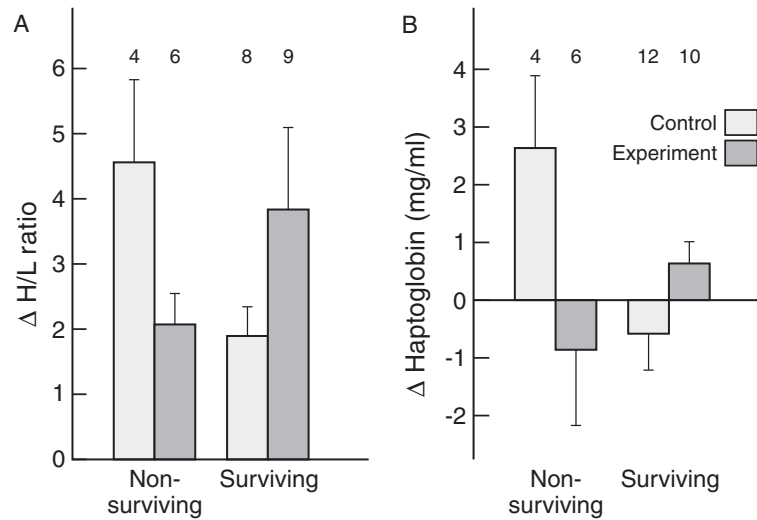 A
4 6 8 9
6
5
4
3
2
1
0
Δ H/L ratio
Non-
surviving
Surviving
B
4 6 12 10
4
3
2
1
0
-1
-2
Δ Haptoglobin (mg/ml)
Control
Experiment
Non-
surviving
Surviving